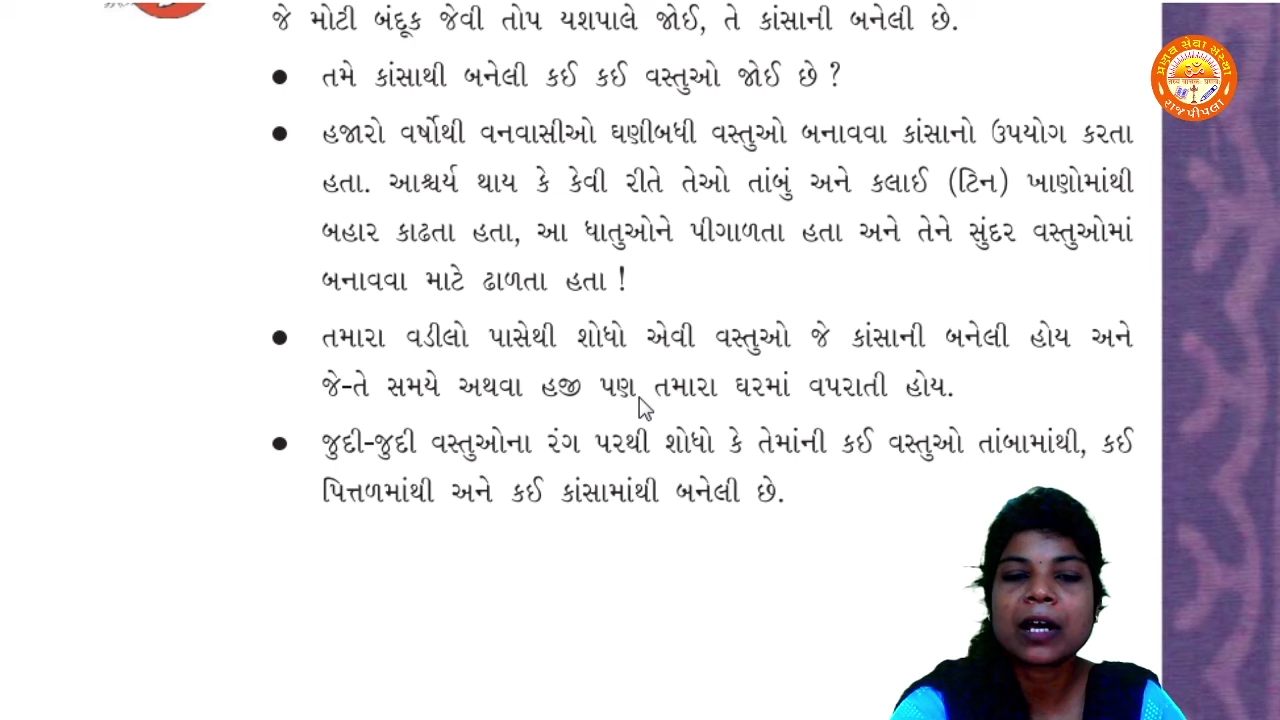 જે મોટી બંદૂક જેવી તોપ યશપાલે જોઈ, તે કાંસાની બનેલી છે.
● તમે કાંસાથી બનેલી કઈ કઈ વસ્તુઓ જોઈ છે ?
● હજારો વર્ષોથી વનવાસીઓ ઘણીબધી વસ્તુઓ બનાવવા કાંસાનો ઉપયોગ કરતા
હતા. આશ્ચર્ય થાય કે કેવી રીતે તેઓ તાંબું અને કલાઈ (ટિન) ખાણોમાંથી
બહાર કાઢતા હતા, આ ધાતુઓને પીગાળતા હતા અને તેને સુંદર વસ્તુઓમાં
બનાવવા માટે ઢાળતા હતા !
● તમારા વડીલો પાસેથી શોધો એવી વસ્તુઓ જે કાંસાની બનેલી હોય અને
જે-તે સમયે અથવા હજી પણ તમારા ઘરમાં વપરાતી હોય.
● જુદી-જુદી વસ્તુઓના રંગ પરથી શોધો કે તેમાંની કઈ વસ્તુઓ તાંબામાંથી, કઈ
પિત્તળમાંથી અને કઈ કાંસામાંથી બનેલી છે.
પ્રણવ સેવા સંસ્થા
રાજપીપલા